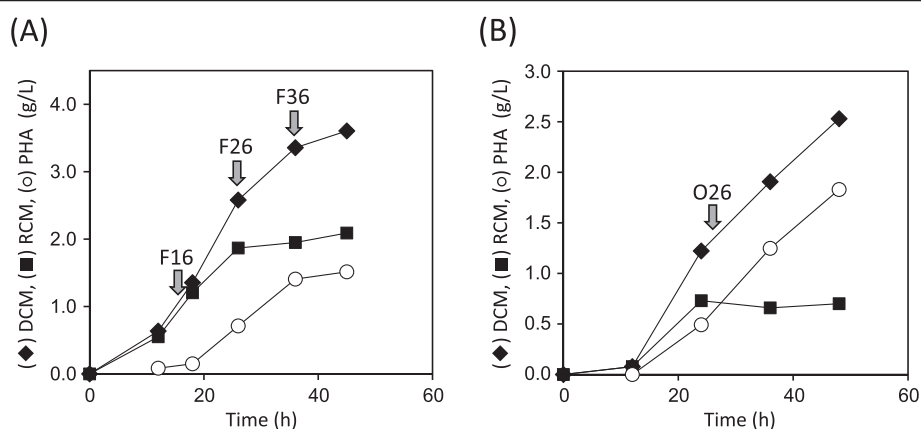 (A)
(◆) DCM, (■) RCM, (○) PHA (g/L)
4.0
3.0
2.0
1.0
0.0
F16
F26
F36
0 20 40 60
Time (h)
(B)
(◆) DCM, (■) RCM, (○) PHA (g/L)
3.0
2.5
2.0
1.5
1.0
0.5
0.0
O26
0 20 40 60
Time (h)